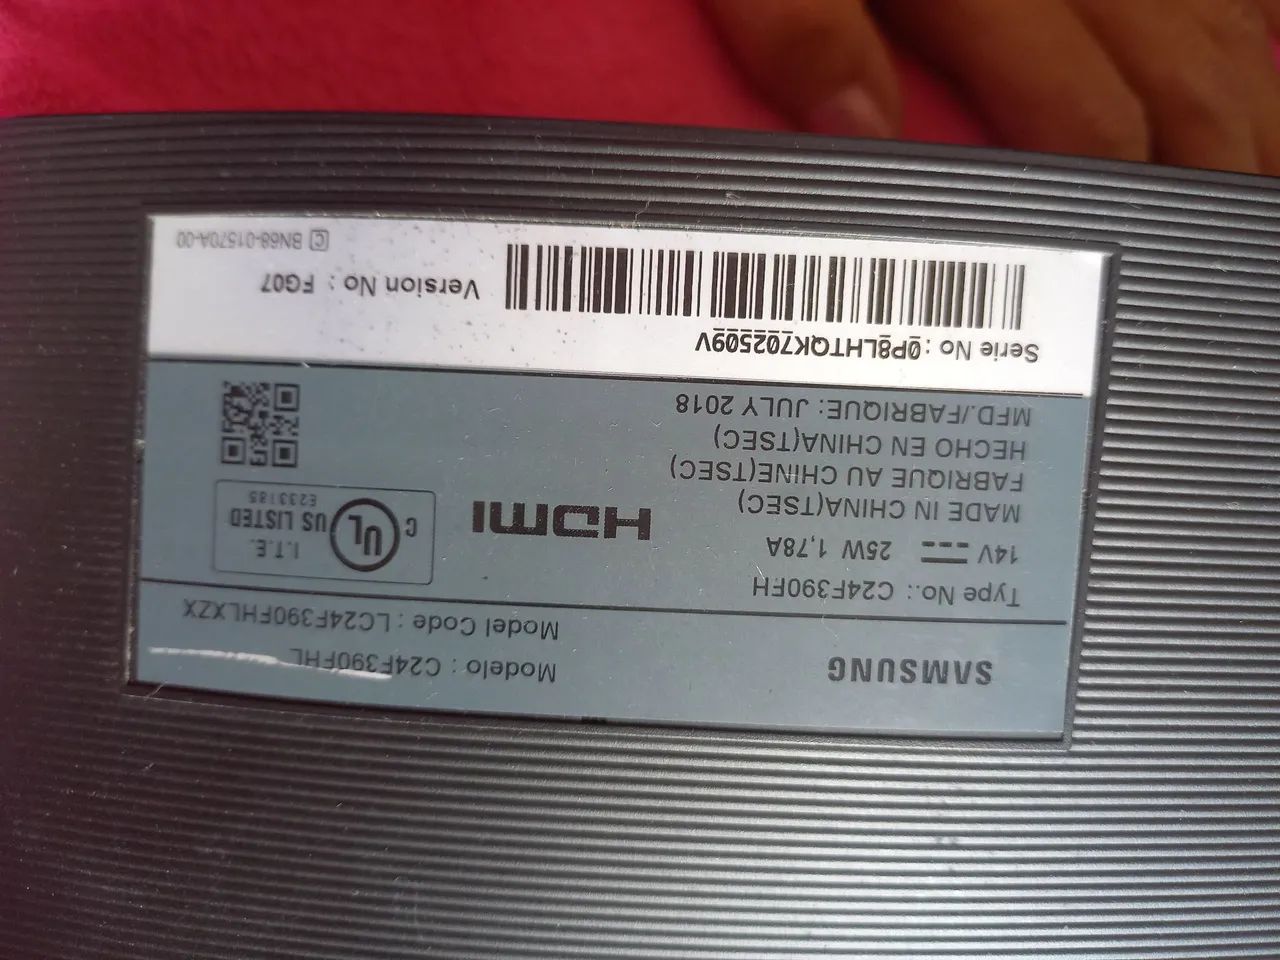 SAMSUNG
Modelo : C24F390FHL
Model Code : LC24F390FHLXZX
Type No.: C24F390FH
14V ⎓ 25W 1,78A
MADE IN CHINA(TSEC)
FABRIQUE AU CHINE(TSEC)
HECHO EN CHINA(TSEC)
MFD./FABRIQUE: JULY 2018
HDMI
I.T.E.
C UL US LISTED
E233185
Serie No :0P8LHTQK702509V
Version No : FG07
C BN68-01570A-00